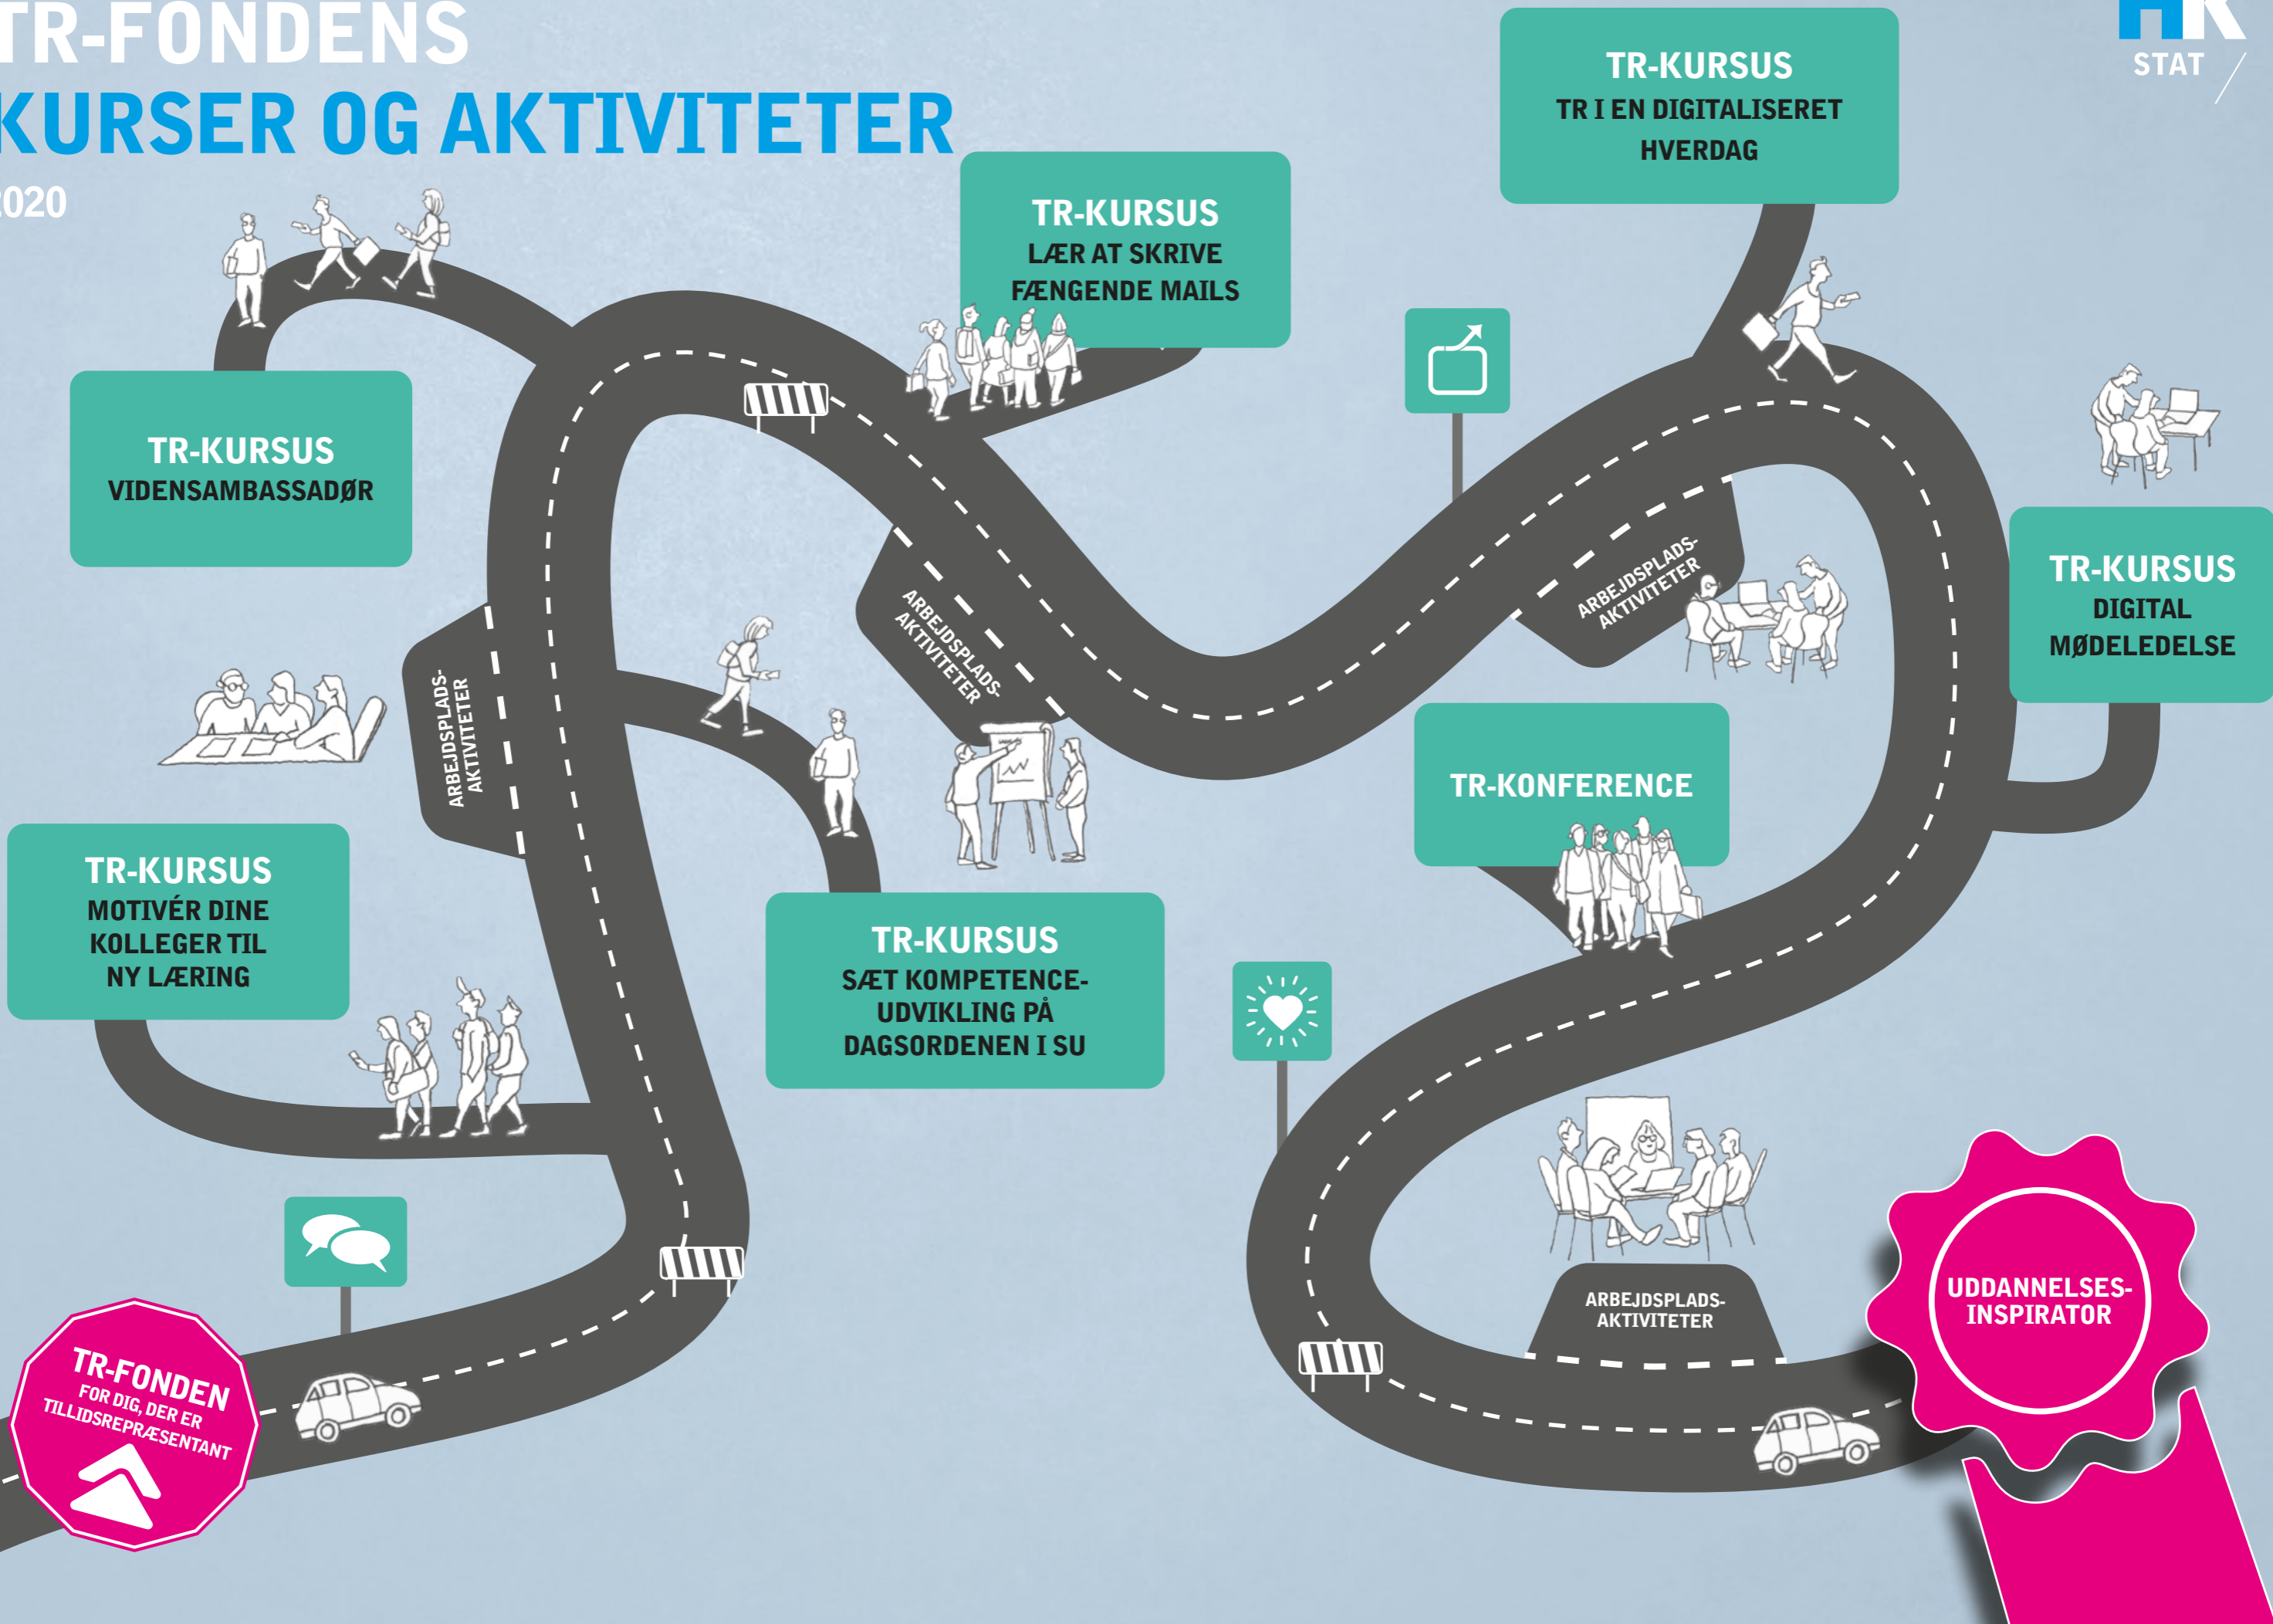 TR-FONDENS
KURSER OG AKTIVITETER
2020
HK
STAT
TR-KURSUS
TR I EN DIGITALISERET
HVERDAG
TR-KURSUS
LÆR AT SKRIVE
FÆNGENDE MAILS
TR-KURSUS
VIDENSAMBASSADØR
ARBEJDSPLADS-
AKTIVITETER
ARBEJDSPLADS-
AKTIVITETER
ARBEJDSPLADS-
AKTIVITETER
TR-KURSUS
DIGITAL
MØDELEDELSE
TR-KONFERENCE
TR-KURSUS
MOTIVÉR DINE
KOLLEGER TIL
NY LÆRING
TR-KURSUS
SÆT KOMPETENCE-
UDVIKLING PÅ
DAGSORDENEN I SU
ARBEJDSPLADS-
AKTIVITETER
UDDANNELSES-
INSPIRATOR
TR-FONDEN
FOR DIG, DER ER
TILLIDSREPRÆSENTANT